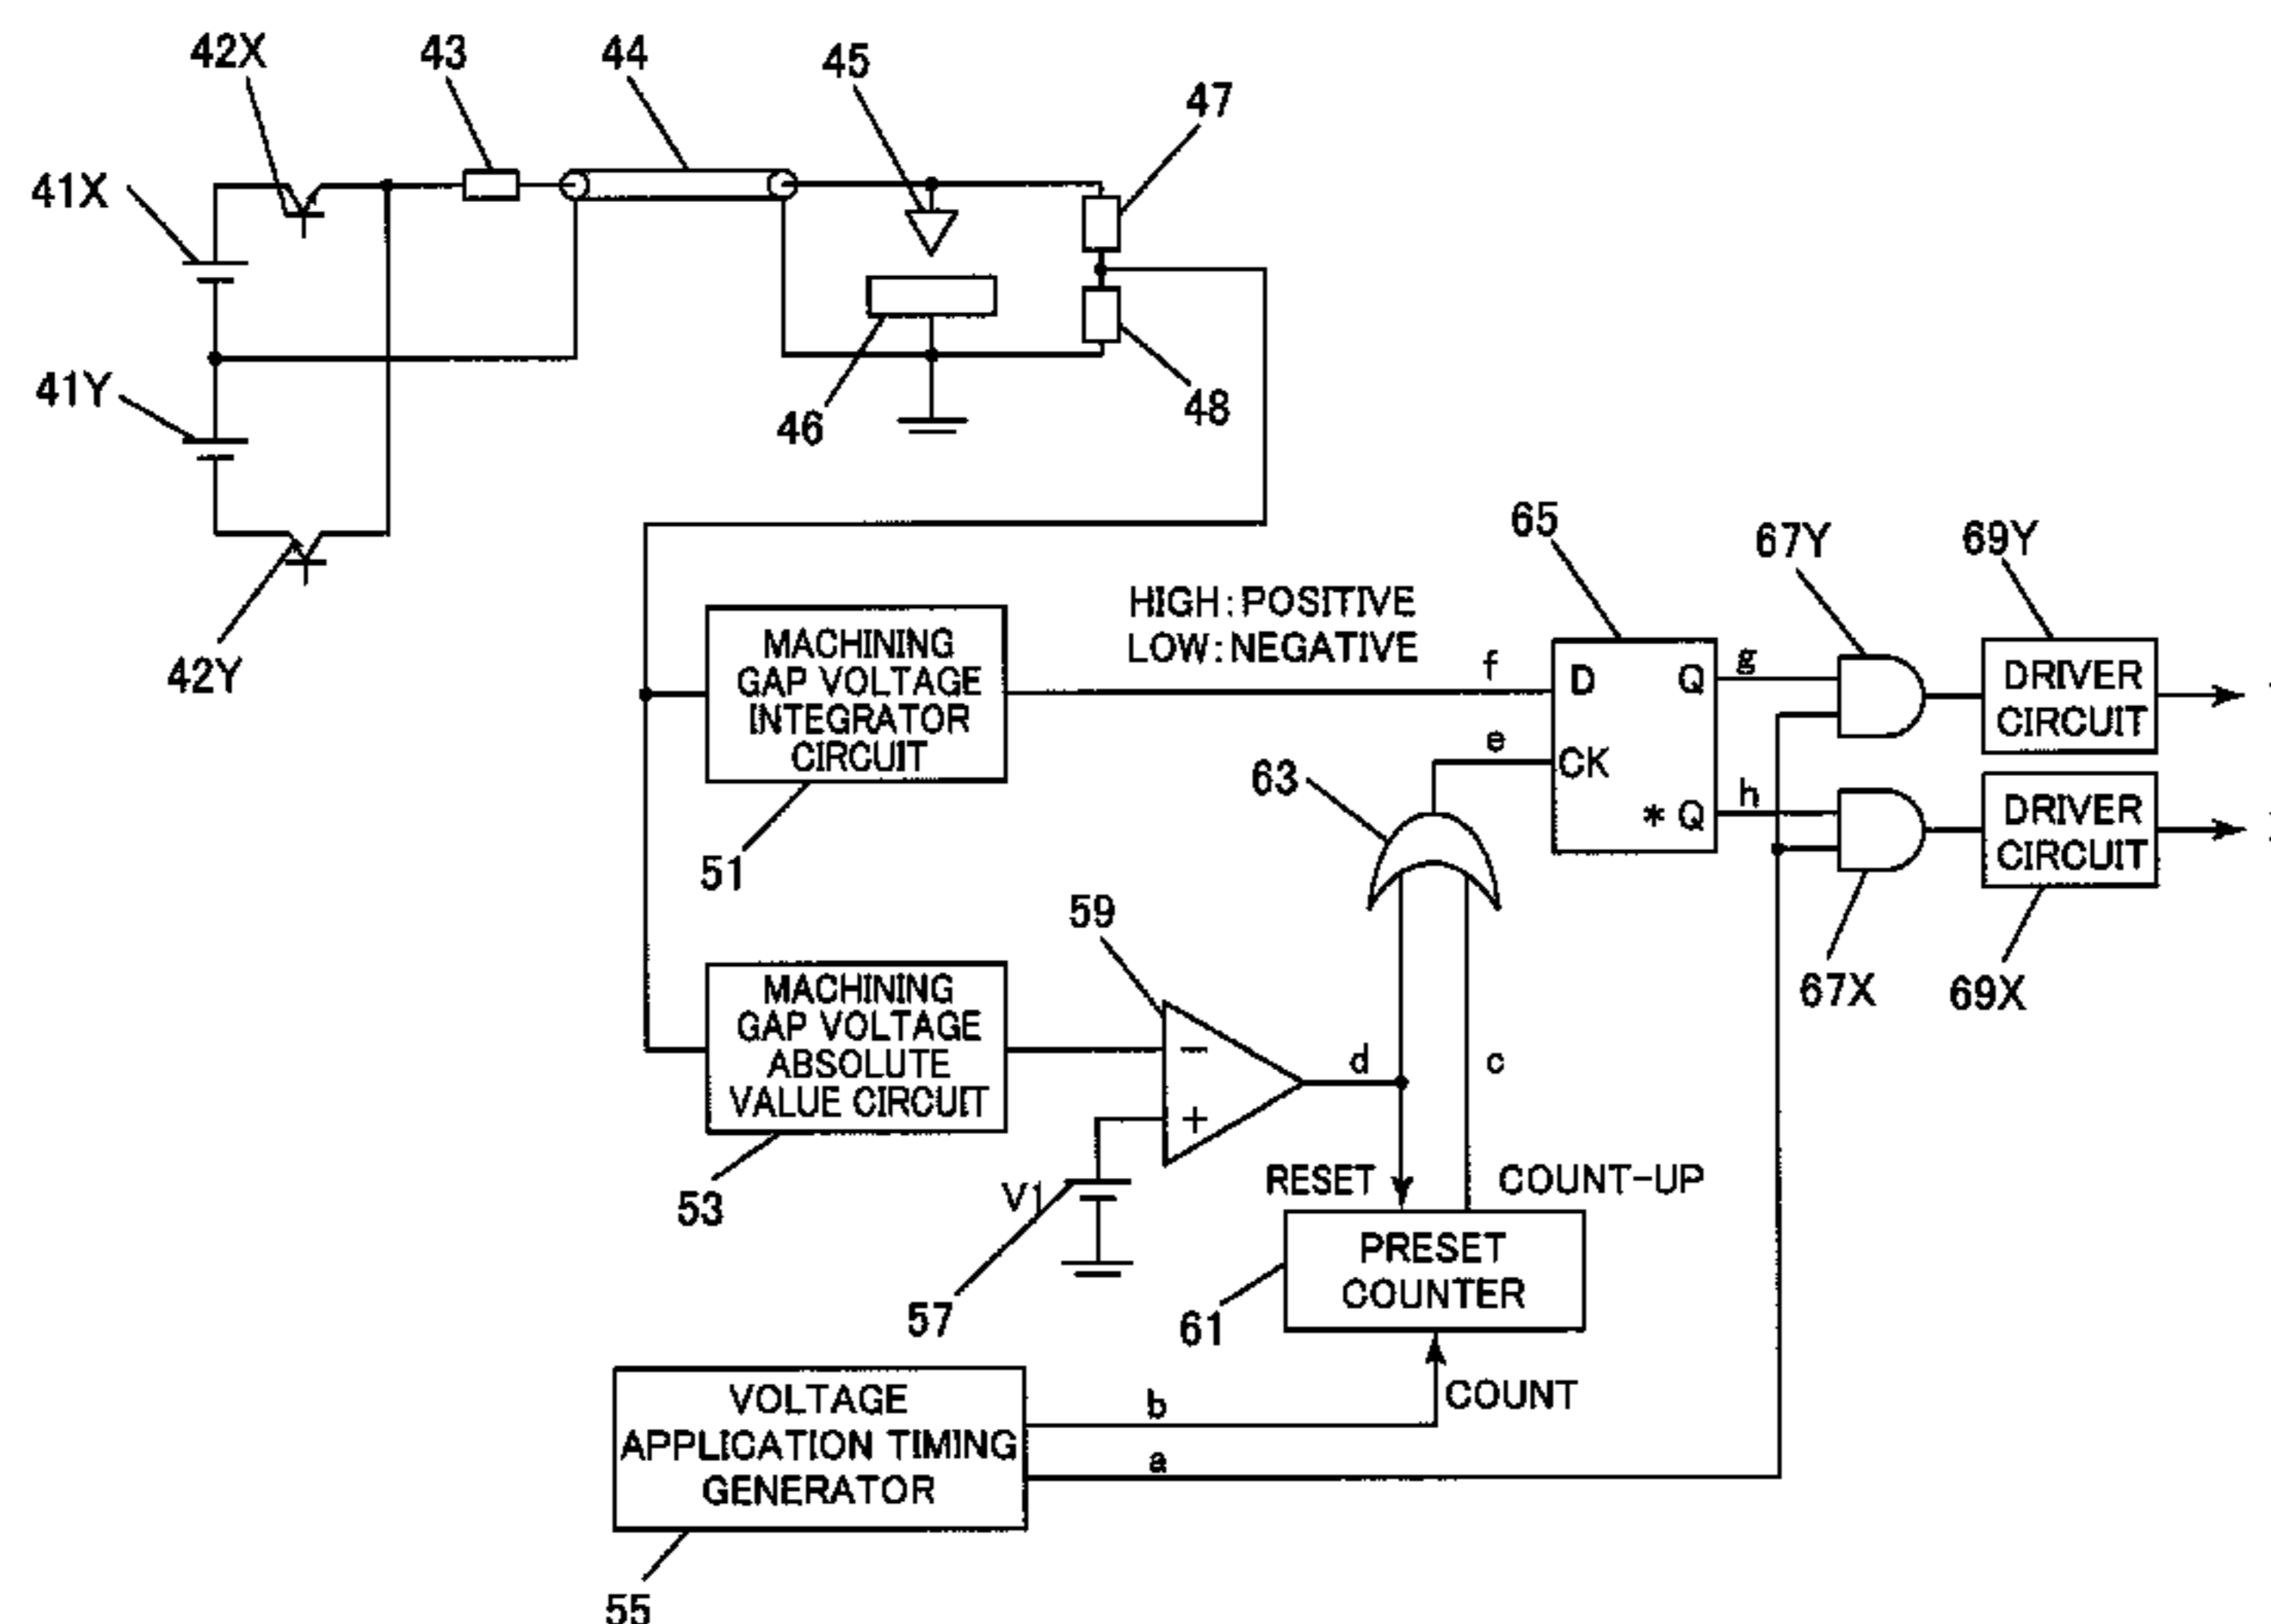 42X
43
44
45
47
41X
41Y
46
48
42Y
65
67Y
69Y
HIGH:POSITIVE
LOW:NEGATIVE
MACHINING
GAP VOLTAGE
INTEGRATOR
CIRCUIT
51
f
e
D
Q
CK
*Q
g
h
DRIVER
CIRCUIT
DRIVER
CIRCUIT
63
67X
69X
59
MACHINING
GAP VOLTAGE
ABSOLUTE
VALUE CIRCUIT
53
−
+
d
c
V1
57
RESET
COUNT-UP
PRESET
COUNTER
61
COUNT
VOLTAGE
APPLICATION TIMING
GENERATOR
b
a
55